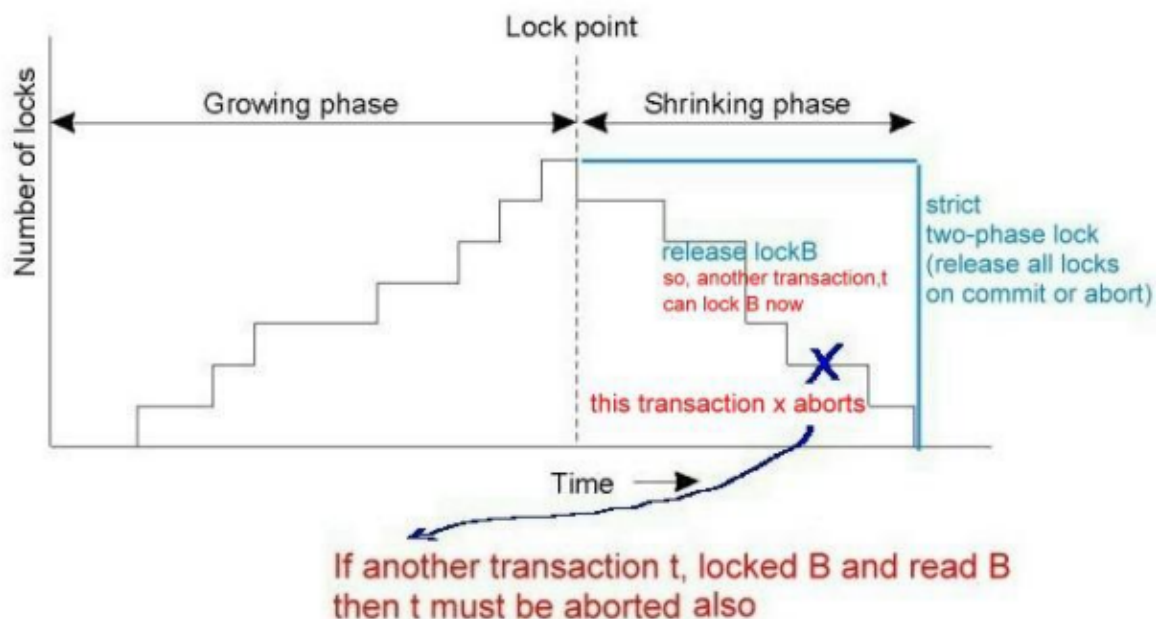 Lock point
Growing phase
Shrinking phase
Number of locks
strict
two-phase lock
(release all locks
on commit or abort)
release lockB
so, another transaction,t
can lock B now
X
this transaction x aborts
Time
If another transaction t, locked B and read B
then t must be aborted also